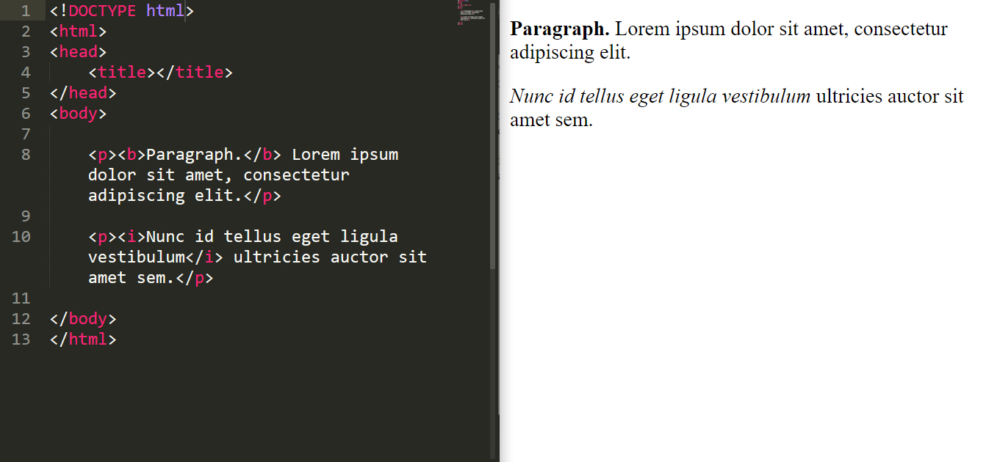 1 <!DOCTYPE html>
2 <html>
3 <head>
4 <title></title>
5 </head>
6 <body>
7
8 <p><b>Paragraph.</b> Lorem ipsum
dolor sit amet, consectetur
adipiscing elit.</p>
9
10 <p><i>Nunc id tellus eget ligula
vestibulum</i> ultricies auctor sit
amet sem.</p>
11
12 </body>
13 </html>
Paragraph. Lorem ipsum dolor sit amet, consectetur
adipiscing elit.
Nunc id tellus eget ligula vestibulum ultricies auctor sit
amet sem.